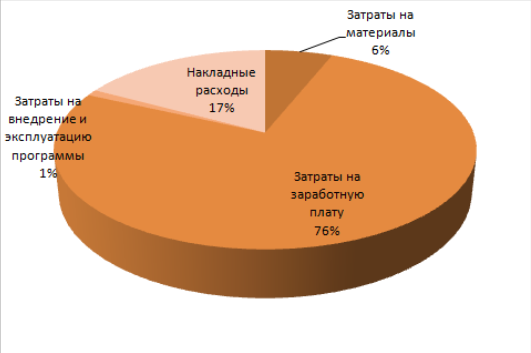 Затраты на
материалы
6%
Накладные
расходы
17%
Затраты на
внедрение и
эксплуатацию
программы
1%
Затраты на
заработную
плату
76%